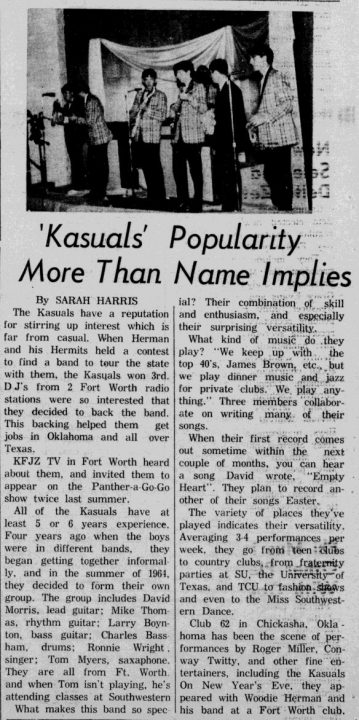 'Kasuals' Popularity
More Than Name Implies
By SARAH HARRIS
The Kasuals have a reputation
for stirring up interest which is
far from casual. When Herman
and his Hermits held a contest
to find a band to tour the state
with them, the Kasuals won 3rd.
D J's from 2 Fort Worth radio
stations were so interested that
they decided to back the band.
This backing helped them get
jobs in Oklahoma and all over
Texas.
KFJZ TV in Fort Worth heard
about them, and invited them to
appear on the Panther-a-Go-Go
show twice last summer.
All of the Kasuals have at
least 5 or 6 years experience.
Four years ago when the boys
were in different bands, they
began getting together informal-
ly, and in the summer of 1964,
they decided to form their own
group. The group includes David
Morris, lead guitar; Mike Thom-
as, rhythm guitar; Larry Boyn-
ton, bass guitar; Charles Bass
ham, drums; Ronnie Wright,
singer; Tom Myers, saxaphone.
They are all from Ft. Worth
and when Tom isn't playing, he's
attending classes at Southwestern
What makes this band so spec-
ial? Their combination of skill
and enthusiasm, and especially
their surprising versatility.
What kind of music do they
play? "We keep up with the
top 40's, James Brown, etc., but
we play dinner music and jazz
for private clubs. We play any-
thing." Three members collabor-
ate on writing many of their
songs.
When their first record comes
out sometime within the next
couple of months, you can hear
a song David wrote, "Empty
Heart". They plan to record an-
other of their songs Easter.
The variety of places they've
played indicates their versatility.
Averaging 3-4 performances per
week, they go from teen clubs
to country clubs, from fraternity
parties at SU, the University of
Texas, and TCU to fashion shows
and even to the Miss Southwest-
ern Dance.
Club 62 in Chickasha, Okla-
homa has been the scene of per-
formances by Roger Miller, Con-
way Twitty, and other fine en-
tertainers, including the Kasuals
On New Year's Eve, they ap-
peared with Woodie Herman and
his band at a Fort Worth club.